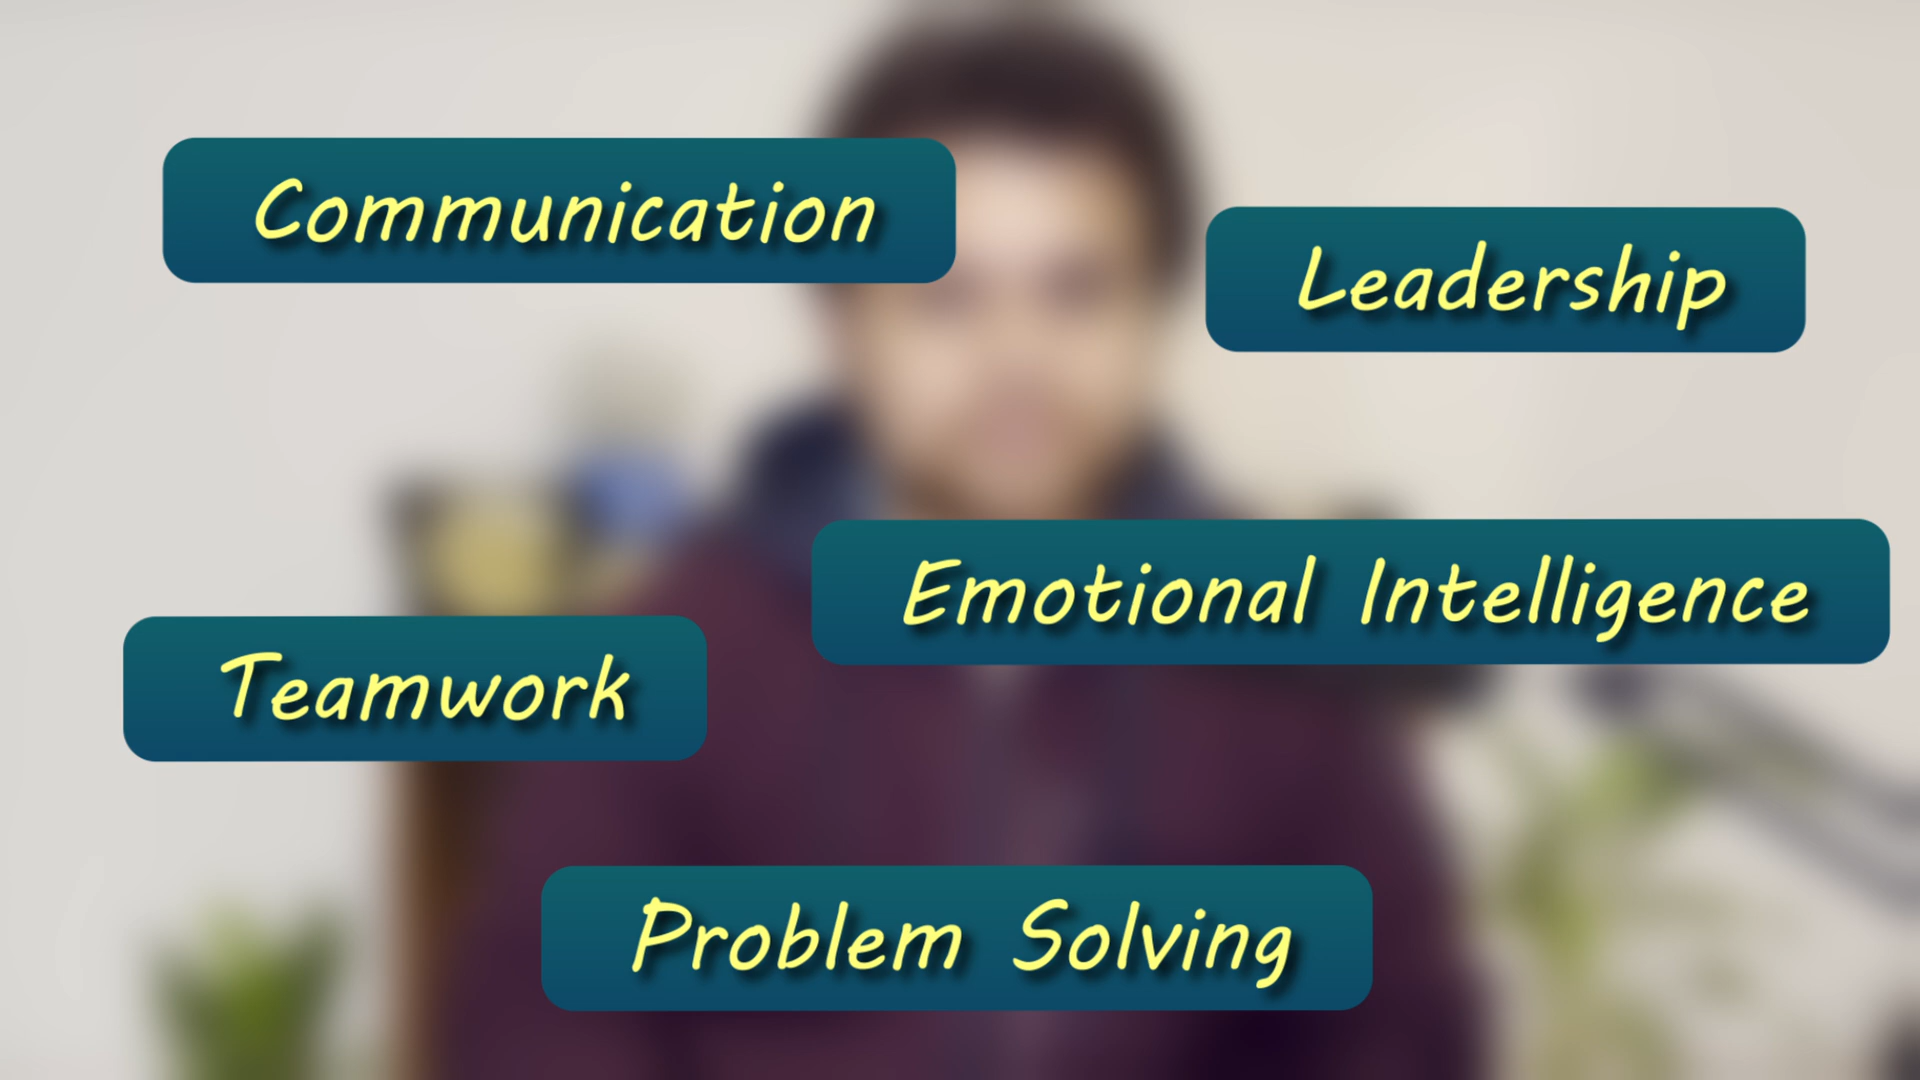 Communication
Leadership
Emotional Intelligence
Teamwork
Problem Solving